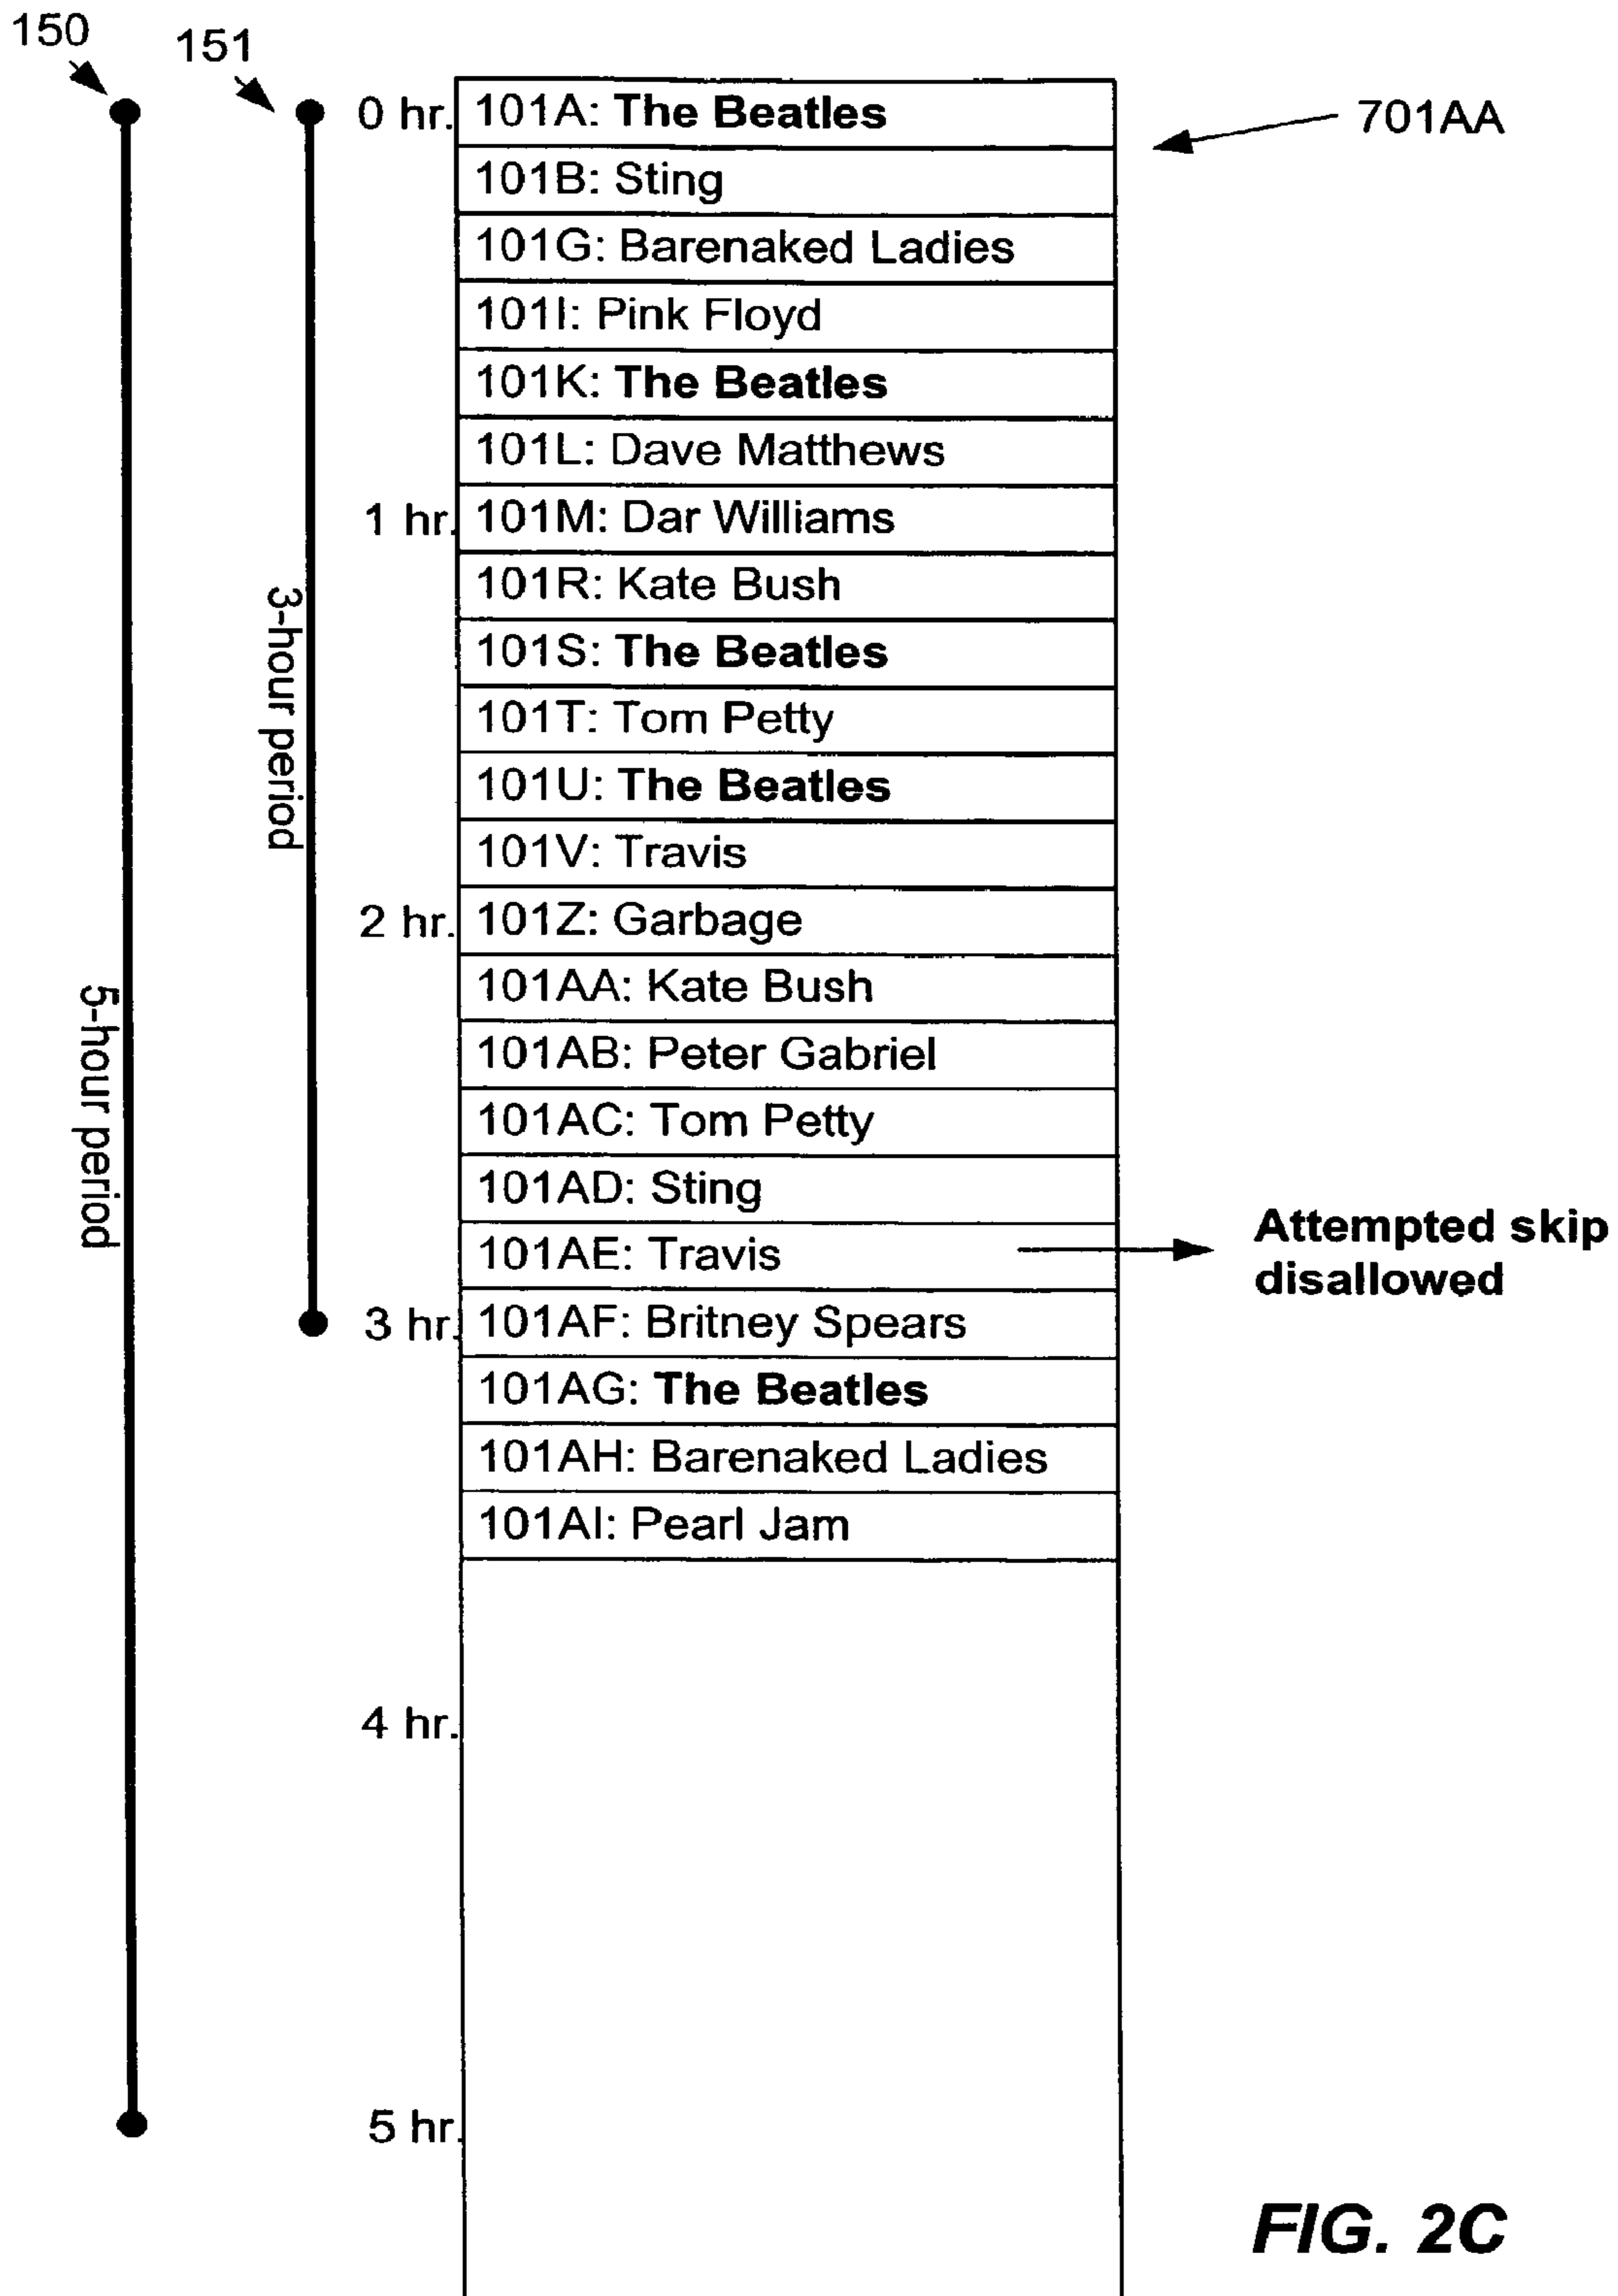 150
151
701AA
0 hr.
101A: The Beatles
101B: Sting
101G: Barenaked Ladies
101I: Pink Floyd
101K: The Beatles
101L: Dave Matthews
1 hr.
101M: Dar Williams
101R: Kate Bush
101S: The Beatles
101T: Tom Petty
101U: The Beatles
101V: Travis
2 hr.
101Z: Garbage
101AA: Kate Bush
101AB: Peter Gabriel
101AC: Tom Petty
101AD: Sting
101AE: Travis
Attempted skip
disallowed
3 hr.
101AF: Britney Spears
101AG: The Beatles
101AH: Barenaked Ladies
101AI: Pearl Jam
4 hr.
5 hr.
3-hour period
5-hour period
FIG. 2C